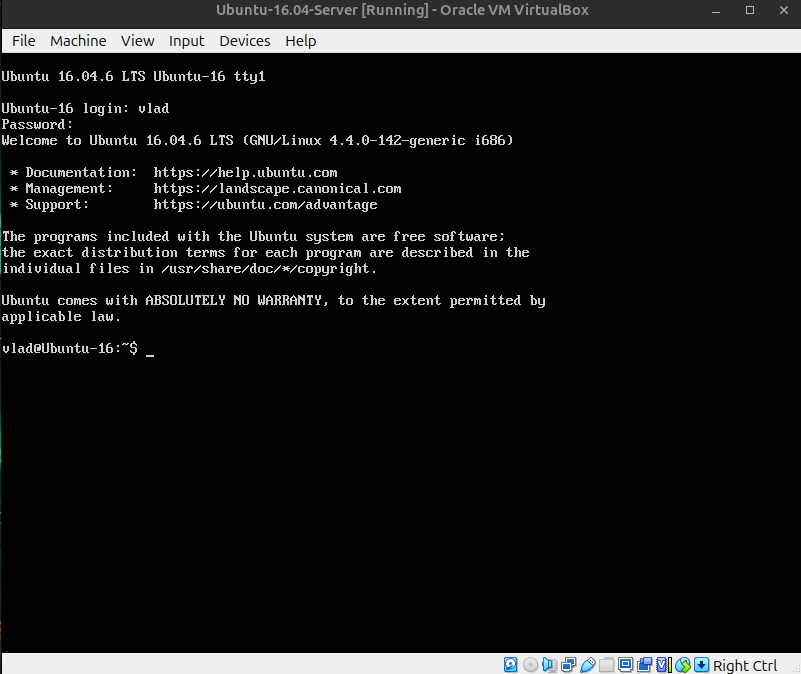 Ubuntu-16.04-Server [Running] - Oracle VM VirtualBox
File Machine View Input Devices Help
Ubuntu 16.04.6 LTS Ubuntu-16 tty1
Ubuntu-16 login: vlad
Password:
Welcome to Ubuntu 16.04.6 LTS (GNU/Linux 4.4.0-142-generic i686)
* Documentation: https://help.ubuntu.com
* Management: https://landscape.canonical.com
* Support: https://ubuntu.com/advantage
The programs included with the Ubuntu system are free software;
the exact distribution terms for each program are described in the
individual files in /usr/share/doc/*/copyright.
Ubuntu comes with ABSOLUTELY NO WARRANTY, to the extent permitted by
applicable law.
vlad@Ubuntu-16:~$ _
Right Ctrl